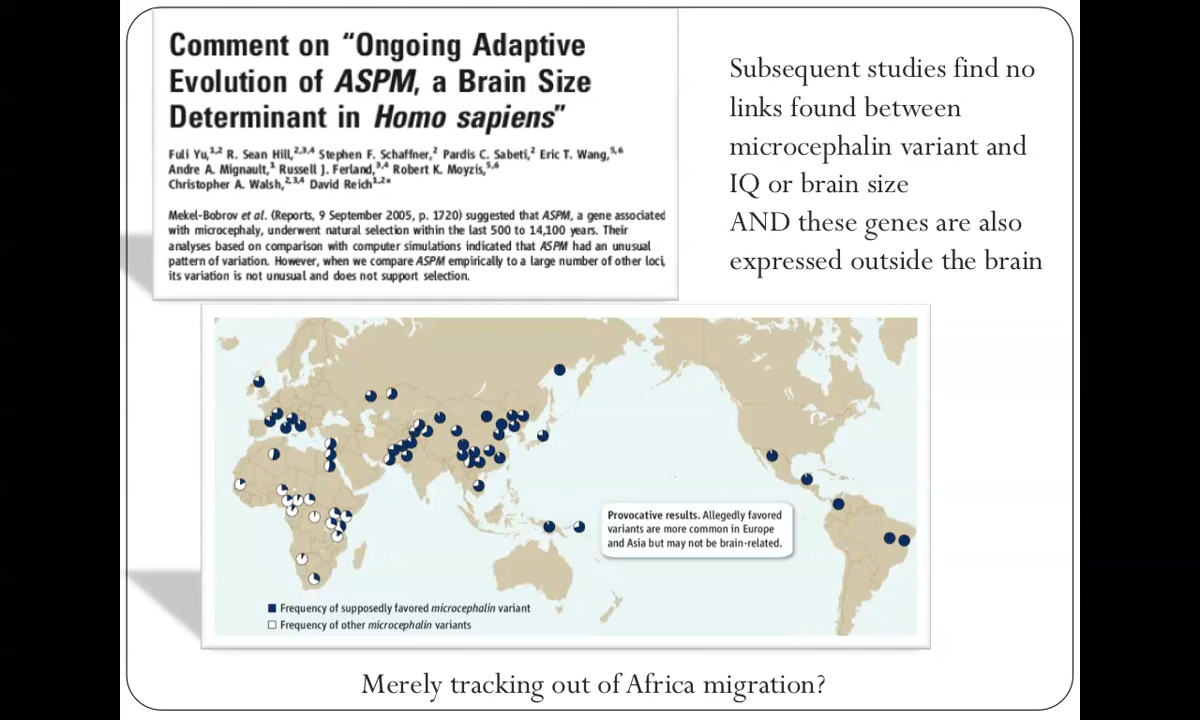 Comment on “Ongoing Adaptive
Evolution of ASPM, a Brain Size
Determinant in Homo sapiens”
Fuli Yu,1,2 R. Sean Hill,2,3,4 Stephen F. Schaffner,2 Pardis C. Sabeti,2 Eric T. Wang,5,6
Andre A. Mignault,1 Russell J. Ferland,3,4 Robert K. Moyzis,5,6
Christopher A. Walsh,2,3,4 David Reich1,2*
Mekel-Bobrov et al. (Reports, 9 September 2005, p. 1720) suggested that ASPM, a gene associated
with microcephaly, underwent natural selection within the last 500 to 14,100 years. Their
analyses based on comparison with computer simulations indicated that ASPM had an unusual
pattern of variation. However, when we compare ASPM empirically to a large number of other loci,
its variation is not unusual and does not support selection.
Subsequent studies find no
links found between
microcephalin variant and
IQ or brain size
AND these genes are also
expressed outside the brain
Provocative results. Allegedly favored
variants are more common in Europe
and Asia but may not be brain-related.
Frequency of supposedly favored microcephalin variant
Frequency of other microcephalin variants
Merely tracking out of Africa migration?